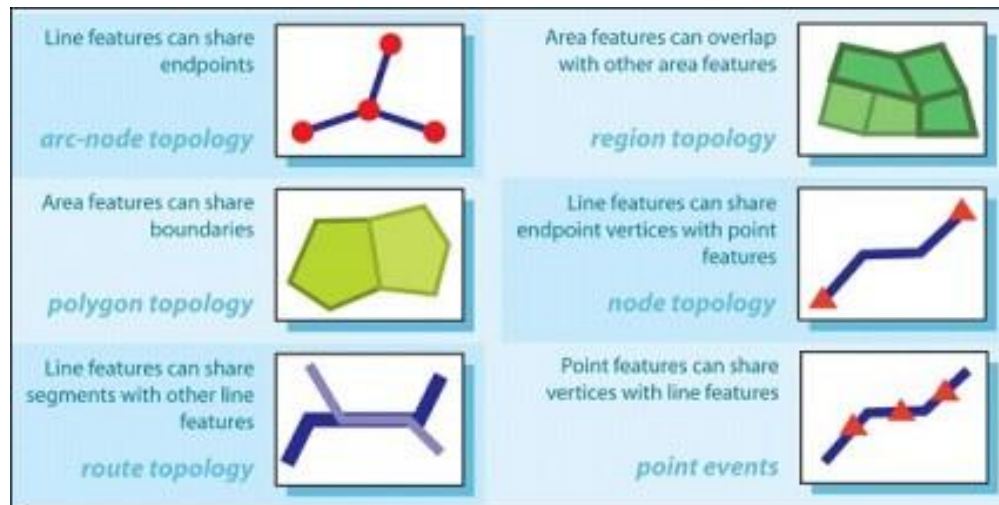 Line features can share
endpoints
arc-node topology
Area features can overlap
with other area features
region topology
Area features can share
boundaries
polygon topology
Line features can share
endpoint vertices with point
features
node topology
Line features can share
segments with other line
features
route topology
Point features can share
vertices with line features
point events